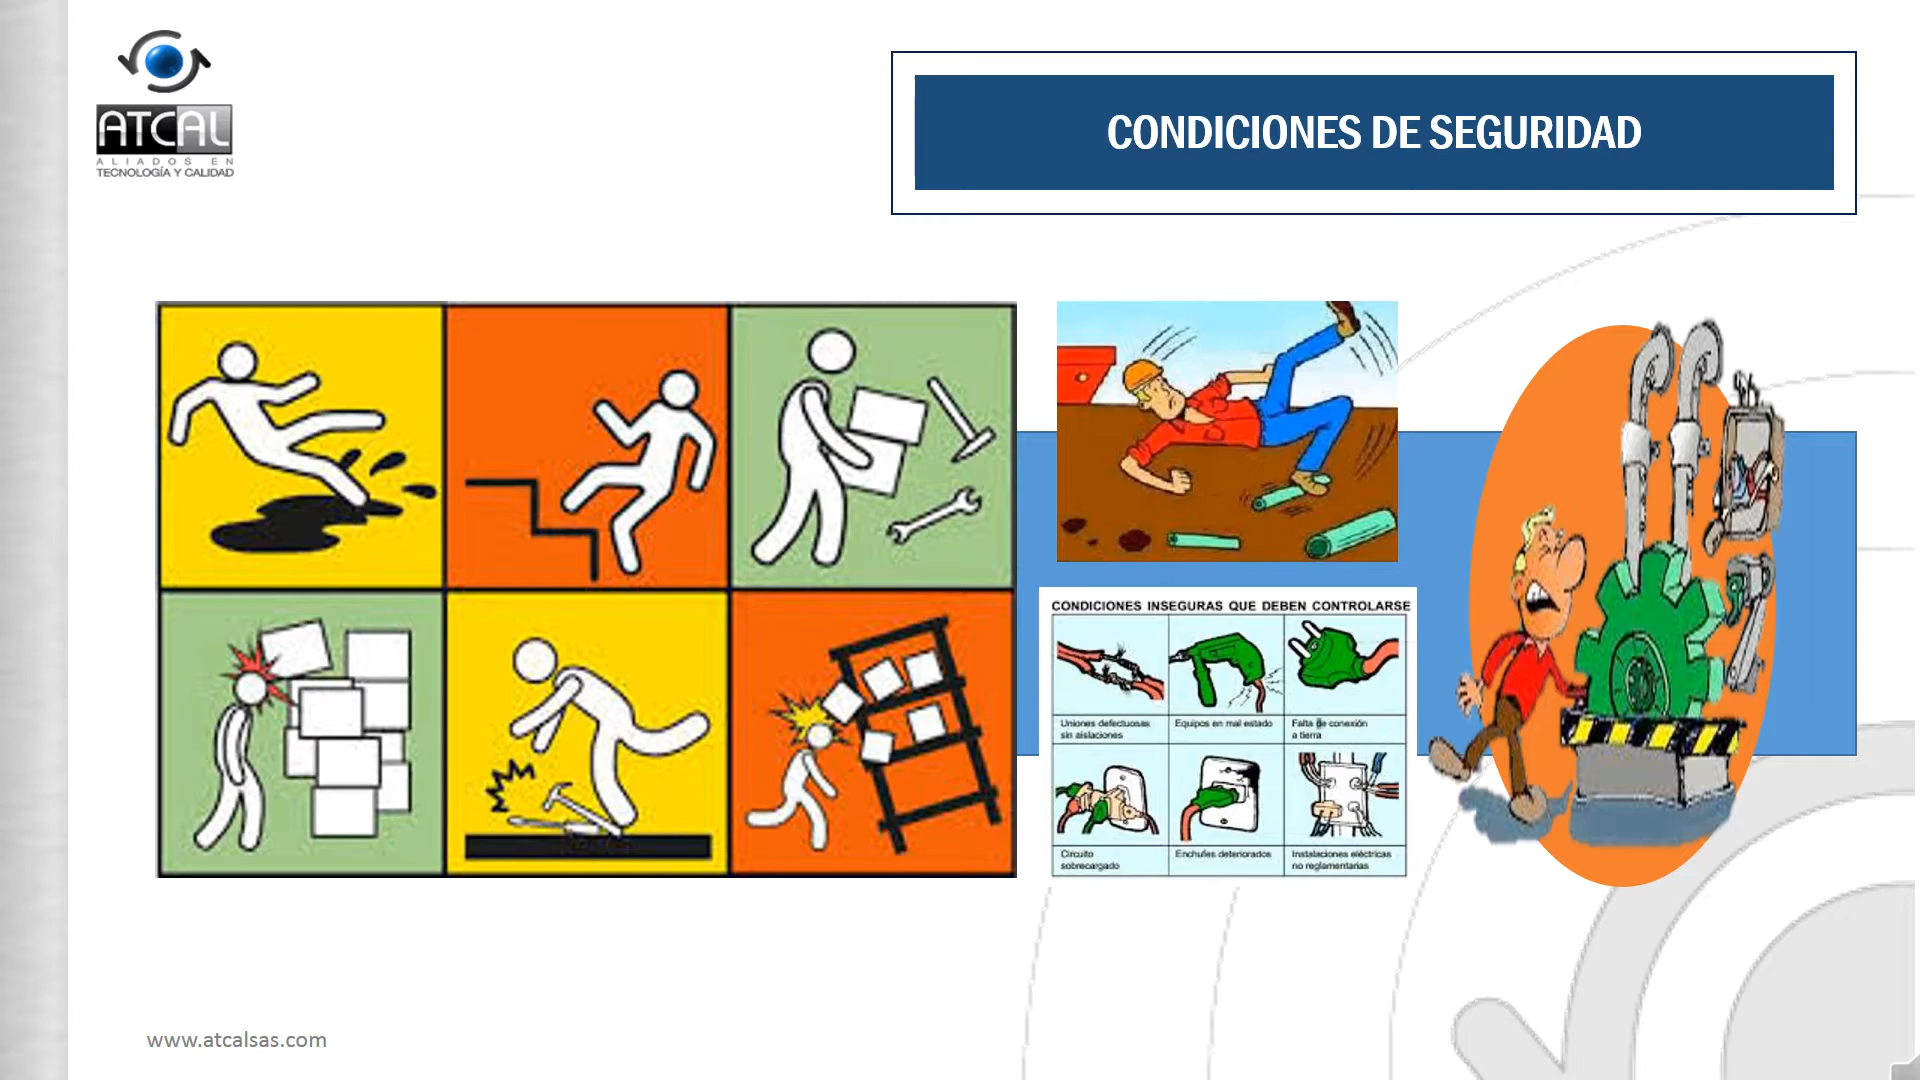 ATCAL
ALIADOS EN
TECNOLOGÍA Y CALIDAD
CONDICIONES DE SEGURIDAD
CONDICIONES INSEGURAS QUE DEBEN CONTROLARSE
Uniones defectuosas
sin aislaciones
Equipos en mal estado
Falta de conexión
a tierra
Circuito
sobrecargado
Enchufes deteriorados
Instalaciones eléctricas
no reglamentarias
www.atcalsas.com